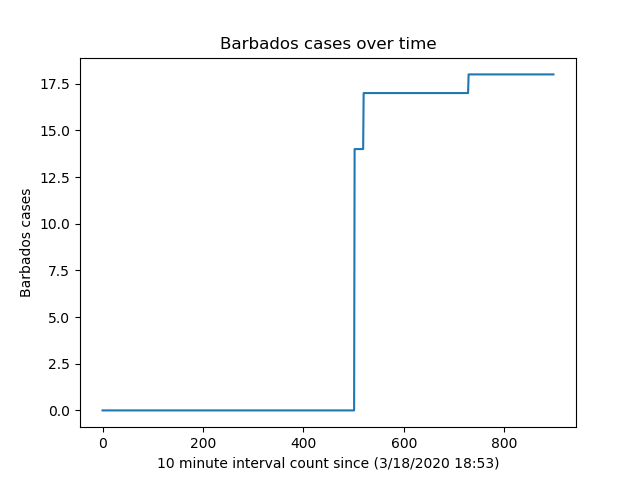 Barbados cases over time
17.5
15.0
12.5
10.0
7.5
5.0
2.5
0.0
Barbados cases
0 200 400 600 800
10 minute interval count since (3/18/2020 18:53)